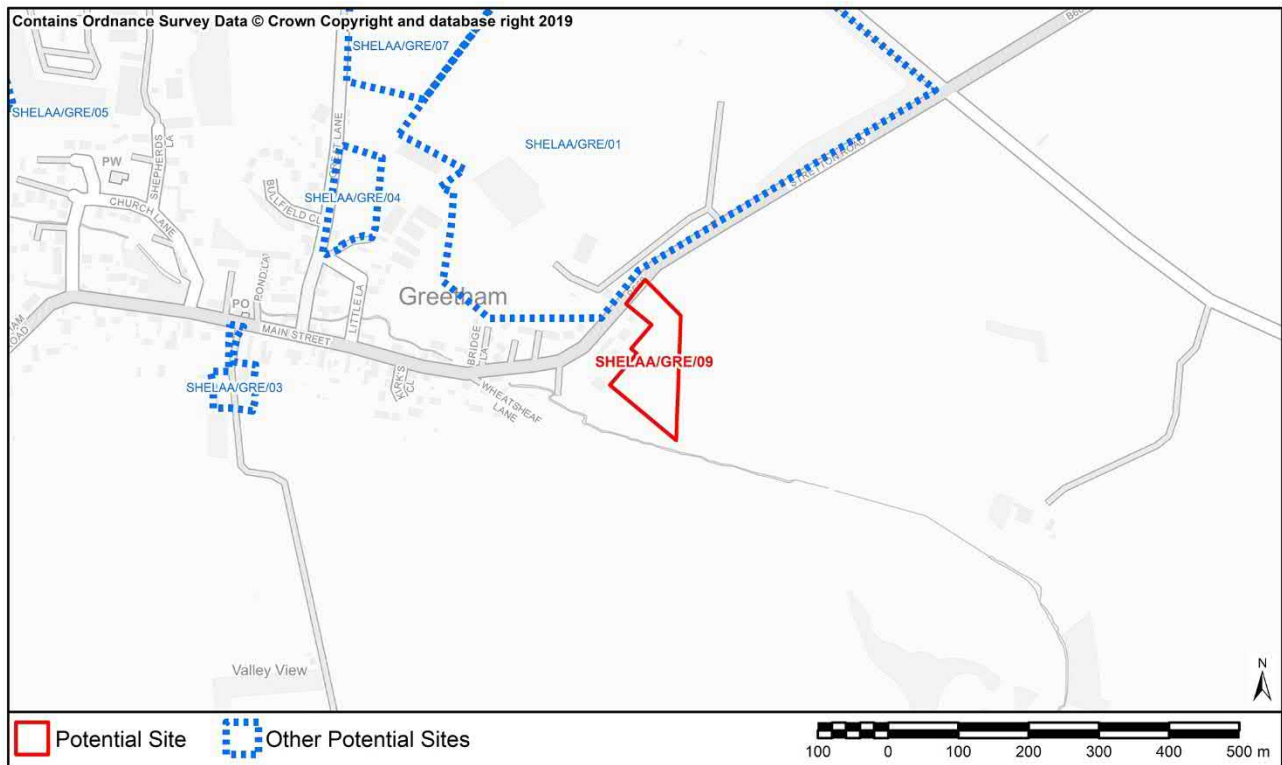 Contains Ordnance Survey Data © Crown Copyright and database right 2019
SHELAA/GRE/07
SHELAA/GRE/05
SHELAA/GRE/01
SHELAA/GRE/04
SHELAA/GRE/03
SHELAA/GRE/09
PW
SHEPHERDS
LA
CHURCH LANE
BULLFIELD CL
LANE
STRETTON ROAD
Greetham
PO
POND LA
MAIN STREET
LITTLE LA
BRIDGE
LA
KIRK'S
CL
WHEATSHEAF
LANE
ROAD
Valley View
N
Potential Site
Other Potential Sites
100 0 100 200 300 400 500 m